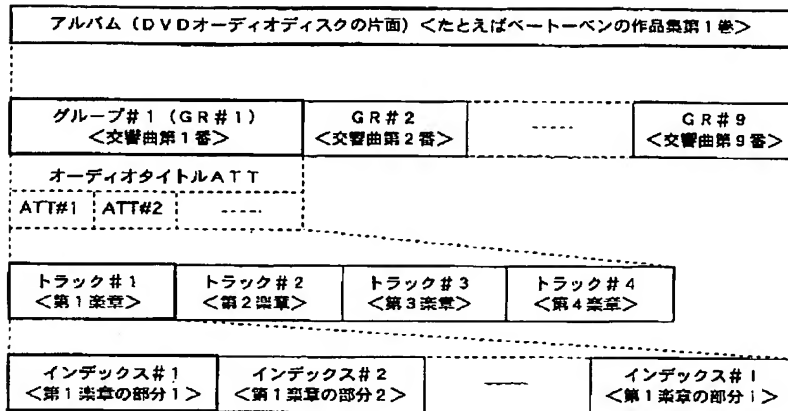 アルバム（ＤＶＤオーディオディスクの片面）＜たとえばベートーベンの作品集第１巻＞
グループ＃１（ＧＲ＃１）
＜交響曲第１番＞
ＧＲ＃２
＜交響曲第２番＞
ＧＲ＃９
＜交響曲第９番＞
オーディオタイトルＡＴＴ
ATT#1
ATT#2
トラック＃１
＜第１楽章＞
トラック＃２
＜第２楽章＞
トラック＃３
＜第３楽章＞
トラック＃４
＜第４楽章＞
インデックス＃１
＜第１楽章の部分１＞
インデックス＃２
＜第１楽章の部分２＞
インデックス＃Ｉ
＜第１楽章の部分ｉ＞